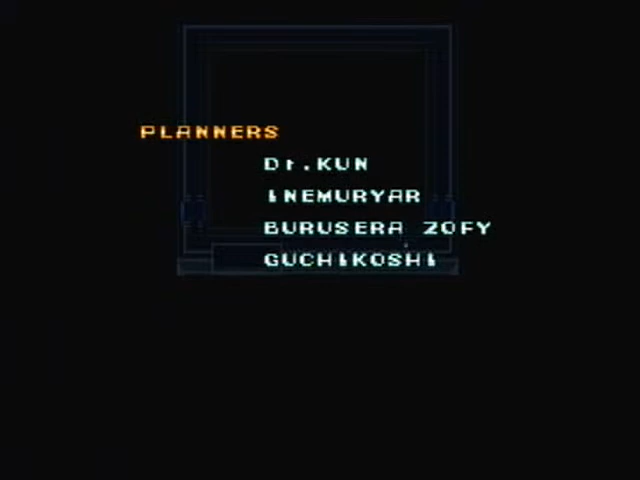 PLANNERS
Dr.KUN
INEMURYAR
BURUSERA ZOFY
GUCHIKOSHI